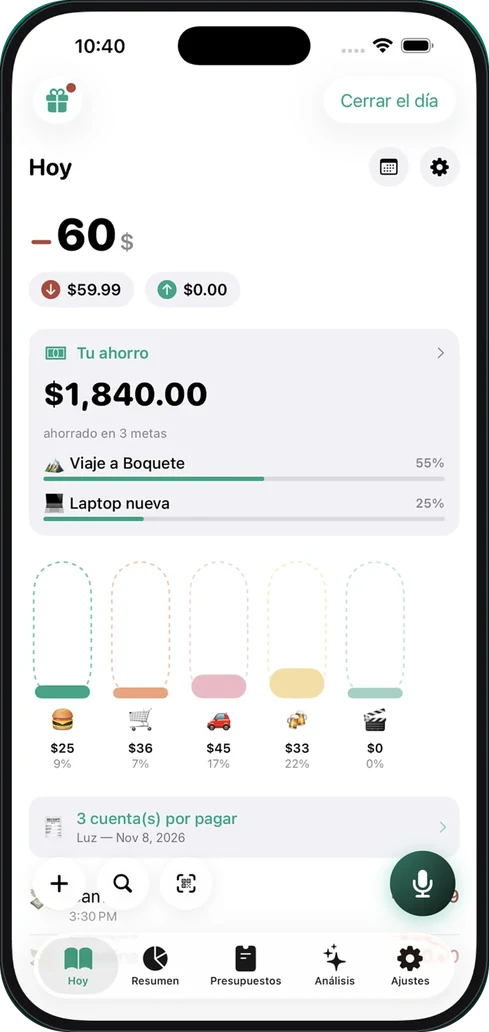 10:40
Cerrar el día
Hoy
–60 $
$59.99 $0.00
Tu ahorro
$1,840.00
ahorrado en 3 metas
Viaje a Boquete 55%
Laptop nueva 25%
$25 $36 $45 $33 $0
9% 7% 17% 22% 0%
3 cuenta(s) por pagar
Luz — Nov 8, 2026
3:30 PM
Hoy Resumen Presupuestos Análisis Ajustes